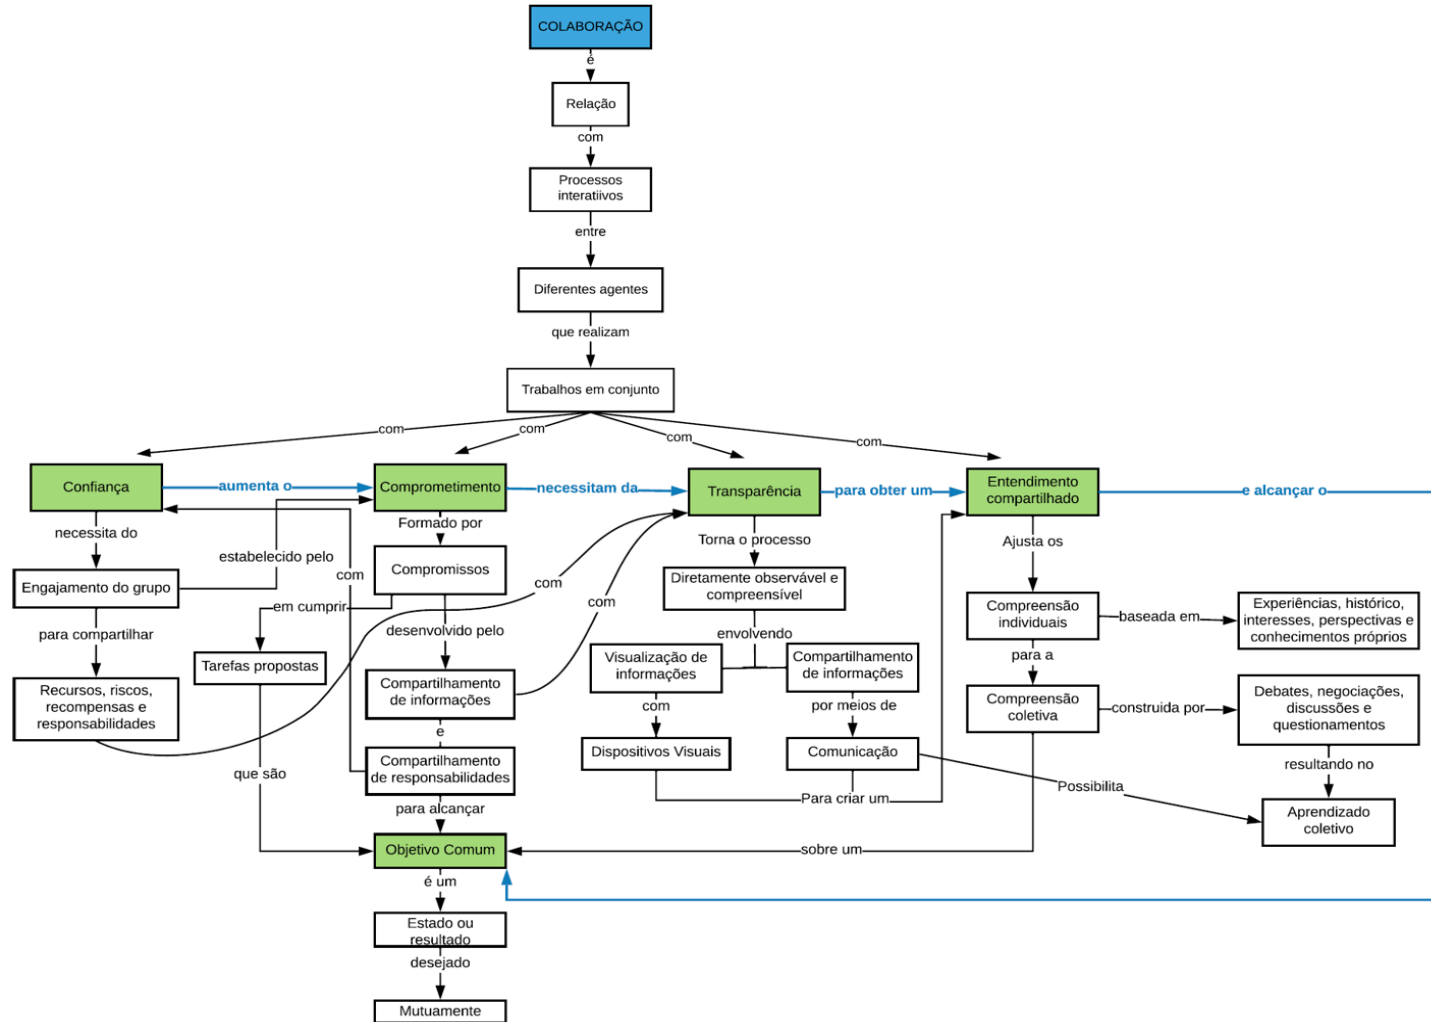 COLABORAÇÃO
é
Relação
com
Processos
interatiivos
entre
Diferentes agentes
que realizam
Trabalhos em conjunto
com
com
com
com
Confiança
aumenta o
Comprometimento
necessitam da
Transparência
para obter um
Entendimento
compartilhado
e alcançar o
necessita do
Engajamento do grupo
estabelecido pelo
para compartilhar
Recursos, riscos,
recompensas e
responsabilidades
com
Formado por
Compromissos
em cumprir
Tarefas propostas
que são
desenvolvido pelo
Compartilhamento
de informações
com
e
Compartilhamento
de responsabilidades
com
para alcançar
Objetivo Comum
é um
Estado ou
resultado
desejado
Mutuamente
Torna o processo
Diretamente observável e
compreensível
envolvendo
Visualização de
informações
com
Dispositivos Visuais
Compartilhamento
de informações
por meios de
Comunicação
Para criar um
Possibilita
Ajusta os
Compreensão
individuais
baseada em
Experiências, histórico,
interesses, perspectivas e
conhecimentos próprios
para a
Compreensão
coletiva
construida por
Debates, negociações,
discussões e
questionamentos
resultando no
Aprendizado
coletivo
sobre um